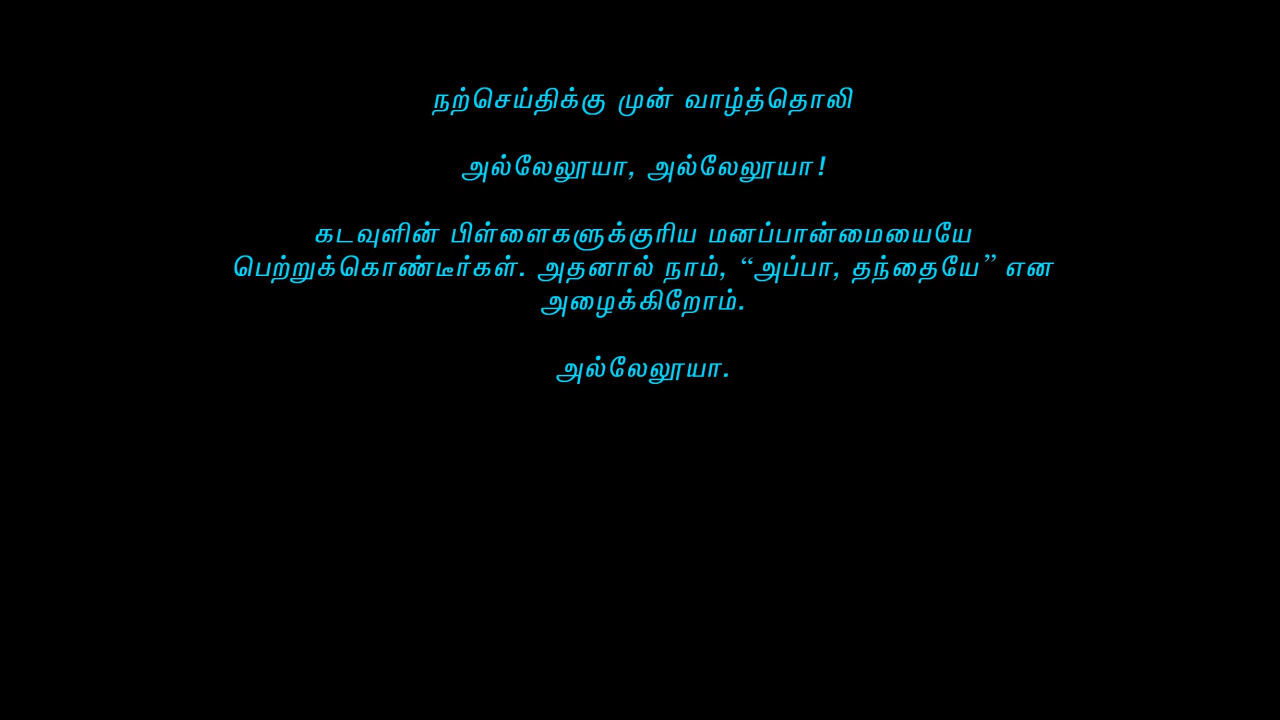 நற்செய்திக்கு முன் வாழ்த்தொலி
அல்லேலூயா, அல்லேலூயா!
கடவுளின் பிள்ளைகளுக்குரிய மனப்பான்மையையே
பெற்றுக்கொண்டீர்கள். அதனால் நாம், “அப்பா, தந்தையே” என
அழைக்கிறோம்.
அல்லேலூயா.